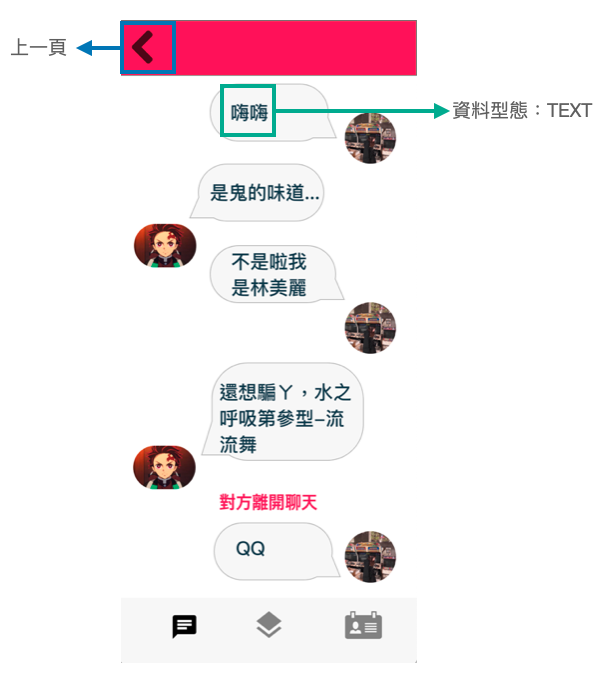 上一頁
嗨嗨
資料型態：TEXT
是鬼的味道...
不是啦我
是林美麗
還想騙ㄚ，水之
呼吸第參型–流
流舞
對方離開聊天
QQ